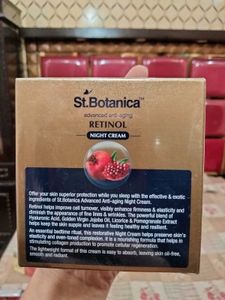 St.Botanica™
advanced anti-aging
RETINOL
NIGHT CREAM
Offer your skin superior protection while you sleep with the effective & exotic
ingredients of St.Botanica Advanced Anti-aging Night Cream.
Retinol helps improve cell turnover, visibly enhance firmness & elasticity and
diminish the appearance of fine lines & wrinkles. The powerful blend of
Hyaluronic Acid, Golden Virgin Jojoba Oil, Licorice & Pomegranate Extract
helps keep the skin supple and leaves it feeling healthy and resilient.
An essential bedtime ritual, this restorative Night Cream helps preserve skin's
elasticity and even-toned complexion. It is a nourishing formula that helps in
stimulating collagen production to promote cellular regeneration.
The lightweight format of this cream is easy to absorb, leaving skin oil-free,
smooth and radiant.